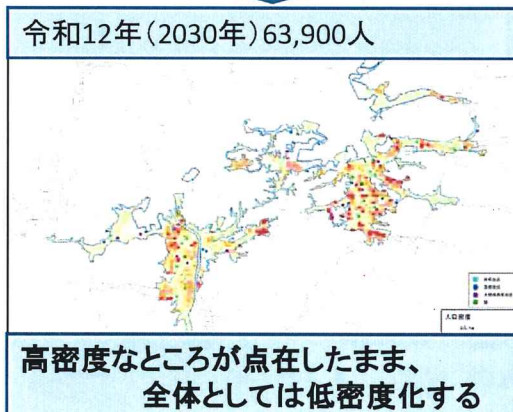 令和12年(2030年)63,900人
人口密度
高密度なところが点在したまま、
全体としては低密度化する